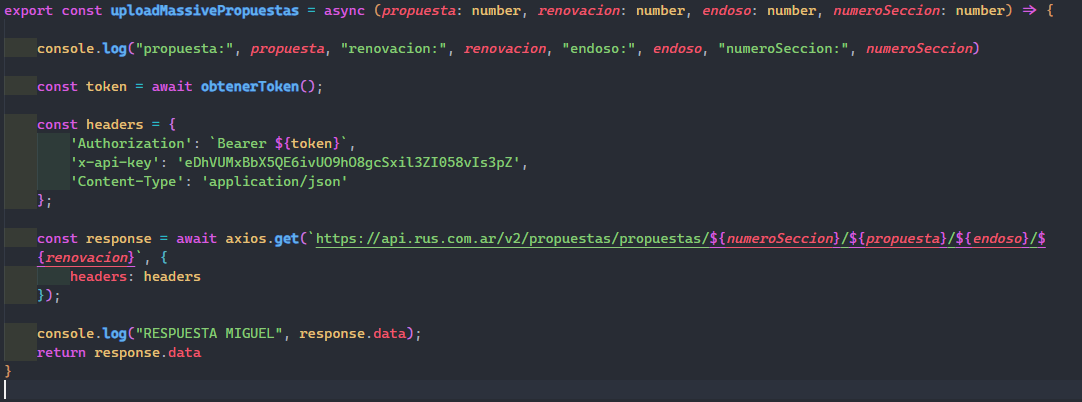 export const uploadMassivePropuestas = async (propuesta: number, renovacion: number, endoso: number, numeroSeccion: number) => {
console.log("propuesta:", propuesta, "renovacion:", renovacion, "endoso:", endoso, "numeroSeccion:", numeroSeccion)
const token = await obtenerToken();
const headers = {
'Authorization': `Bearer ${token}`,
'x-api-key': 'eDhVUMxBbX5QE6ivUO9hO8gcSxil3ZI058vIs3pZ',
'Content-Type': 'application/json'
};
const response = await axios.get(`https://api.rus.com.ar/v2/propuestas/propuestas/${numeroSeccion}/${propuesta}/${endoso}/$
{renovacion}`, {
headers: headers
});
console.log("RESPUESTA MIGUEL", response.data);
return response.data
}